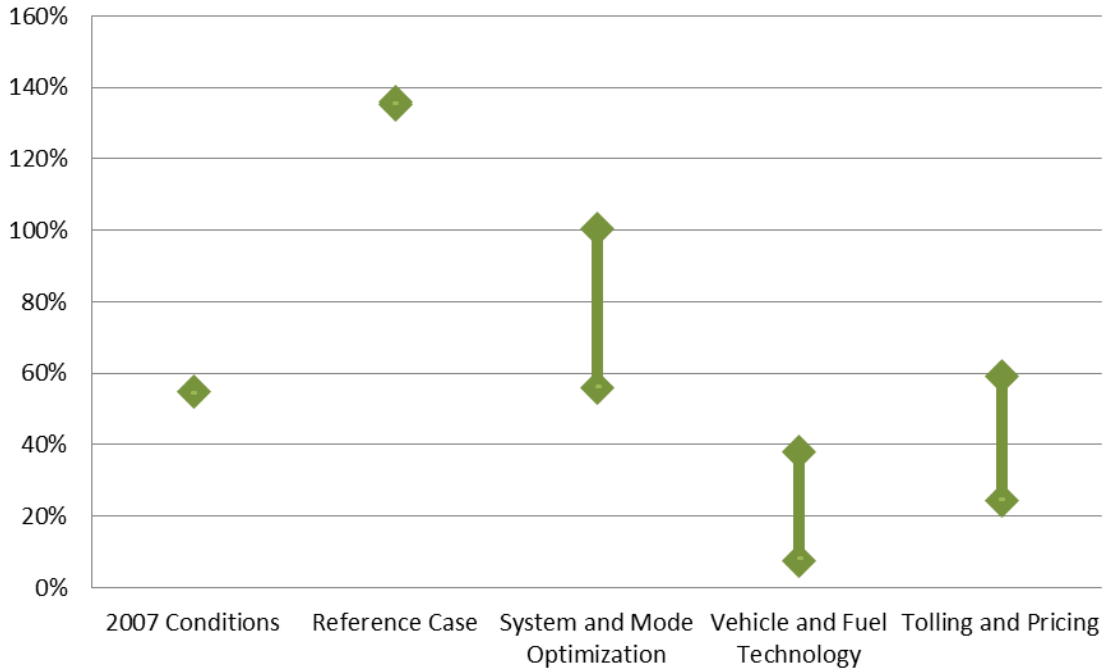 160%
140%
120%
100%
80%
60%
40%
20%
0%
2007 Conditions
Reference Case
System and Mode
Optimization
Vehicle and Fuel
Technology
Tolling and Pricing